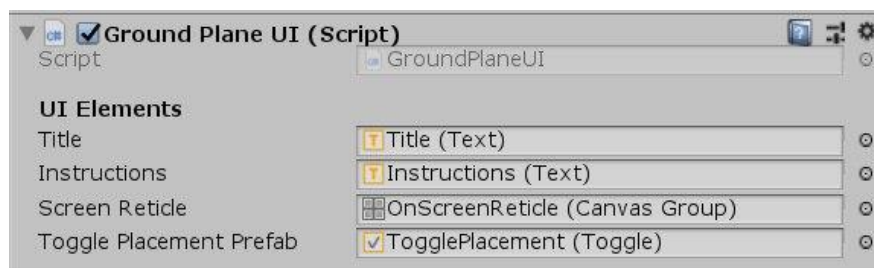 Ground Plane UI (Script)
Script GroundPlaneUI
UI Elements
Title Title (Text)
Instructions Instructions (Text)
Screen Reticle OnScreenReticle (Canvas Group)
Toggle Placement Prefab TogglePlacement (Toggle)